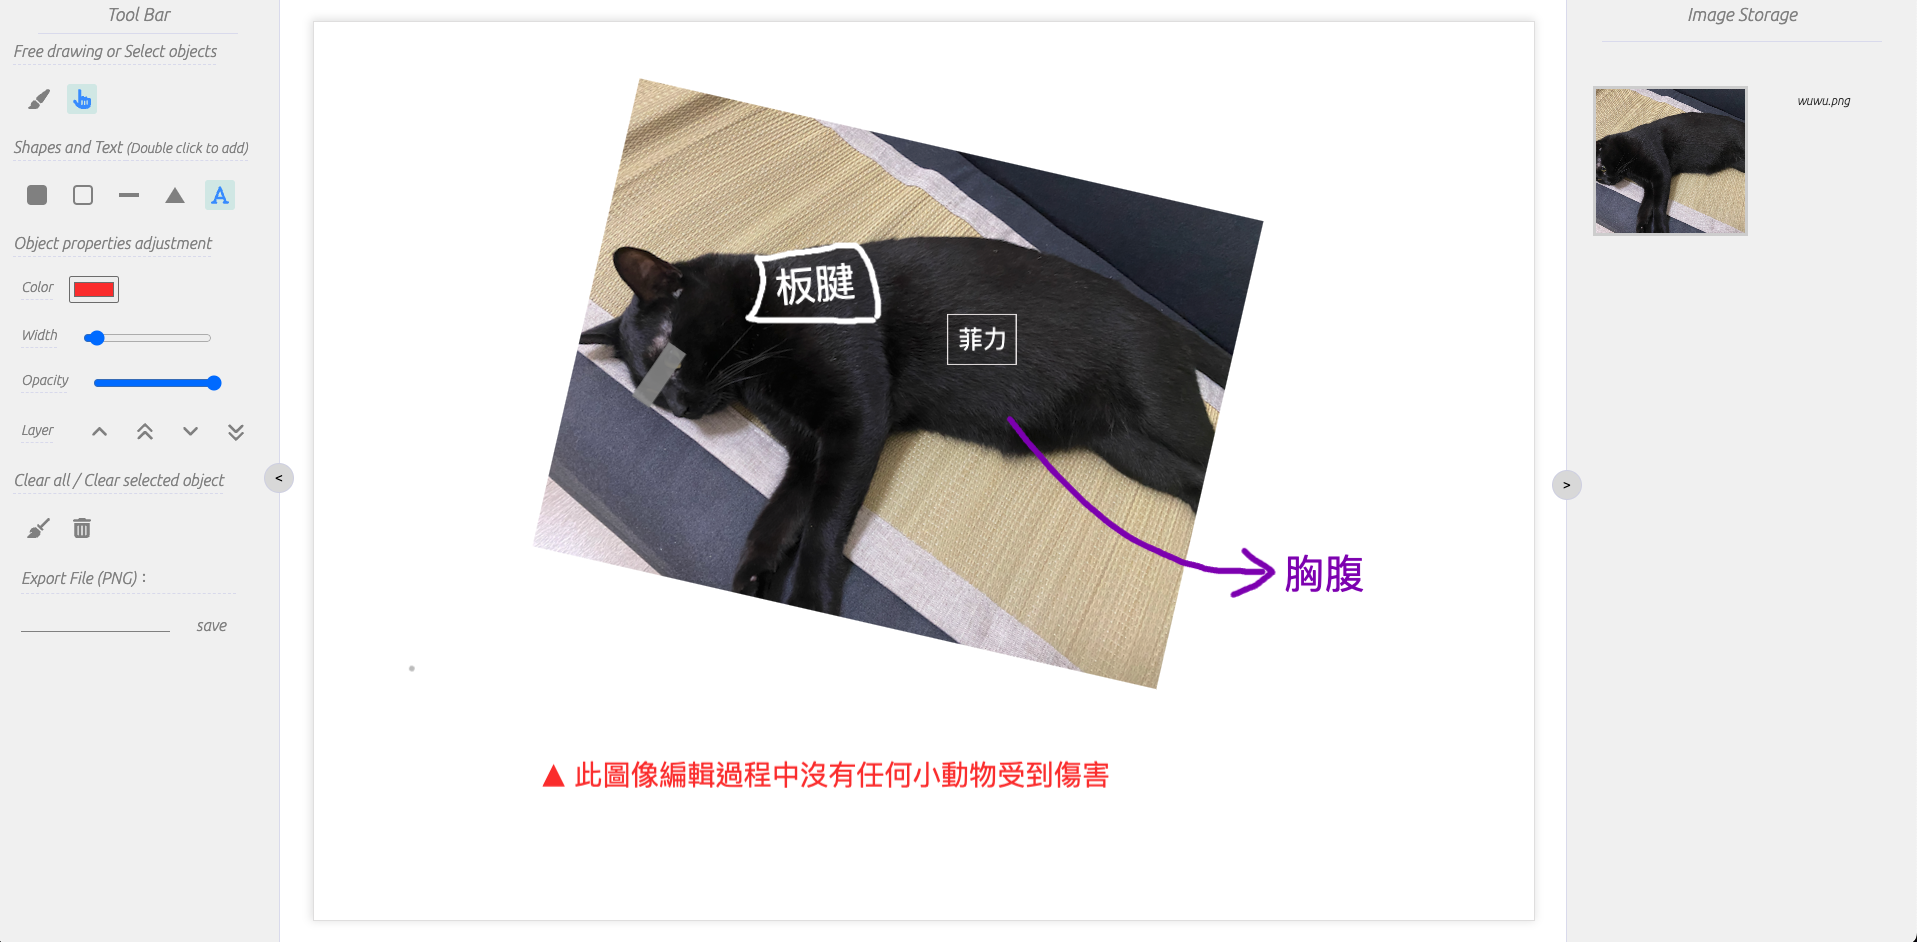 Tool Bar
Free drawing or Select objects
Shapes and Text (Double click to add)
A
Object properties adjustment
Color
Width
Opacity
Layer
Clear all / Clear selected object
Export File (PNG) :
save
<
板腱
菲力
胸腹
▲ 此圖像編輯過程中沒有任何小動物受到傷害
>
Image Storage
wuwu.png